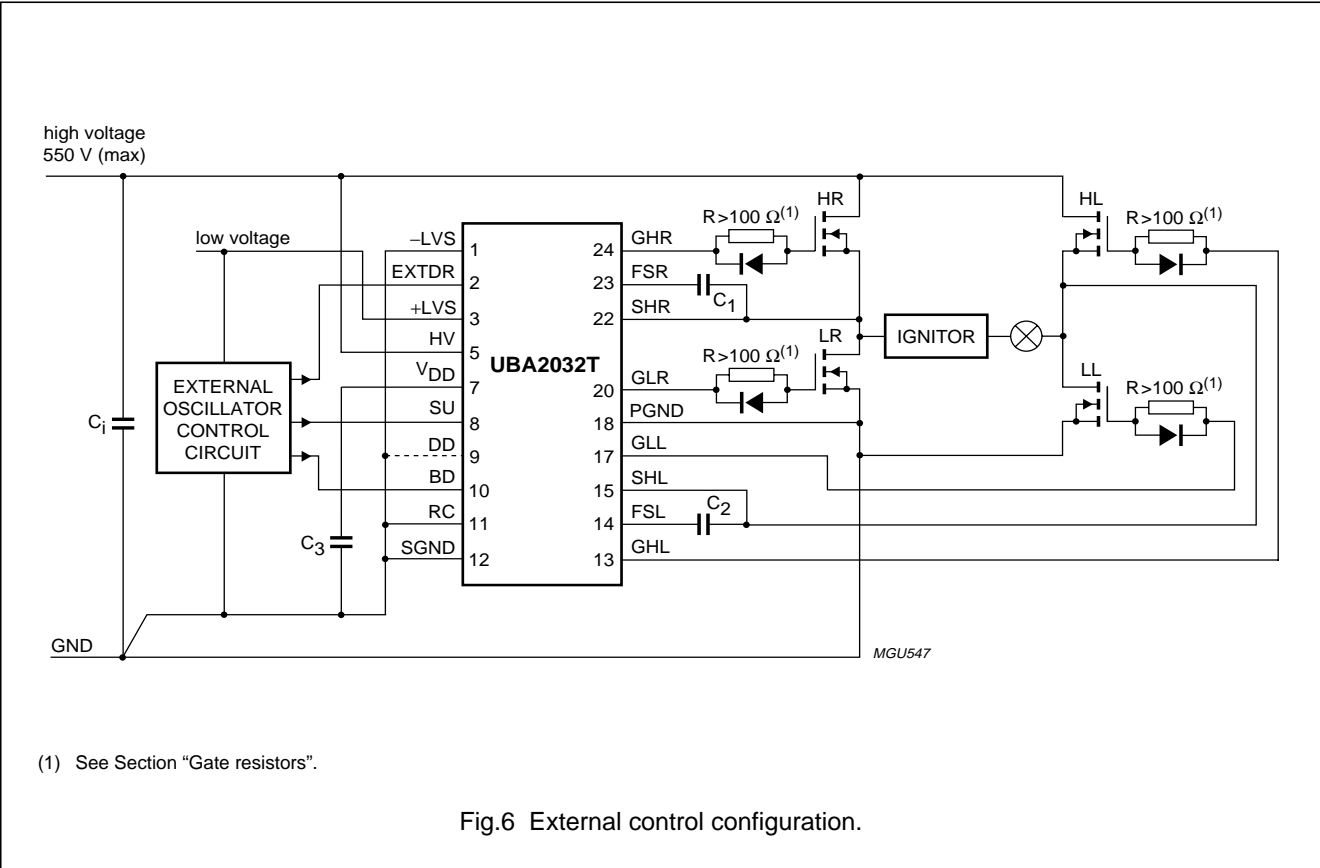 high voltage
550 V (max)
low voltage
EXTERNAL
OSCILLATOR
CONTROL
CIRCUIT
Ci
C3
−LVS
1
EXTDR
2
+LVS
3
HV
5
VDD
7
SU
8
DD
9
BD
10
RC
11
SGND
12
UBA2032T
24
GHR
23
FSR
22
SHR
20
GLR
18
PGND
17
GLL
15
SHL
14
FSL
13
GHL
R>100 Ω(1)
HR
C1
R>100 Ω(1)
LR
C2
IGNITOR
HL
R>100 Ω(1)
LL
R>100 Ω(1)
GND
MGU547
(1) See Section “Gate resistors”.
Fig.6 External control configuration.